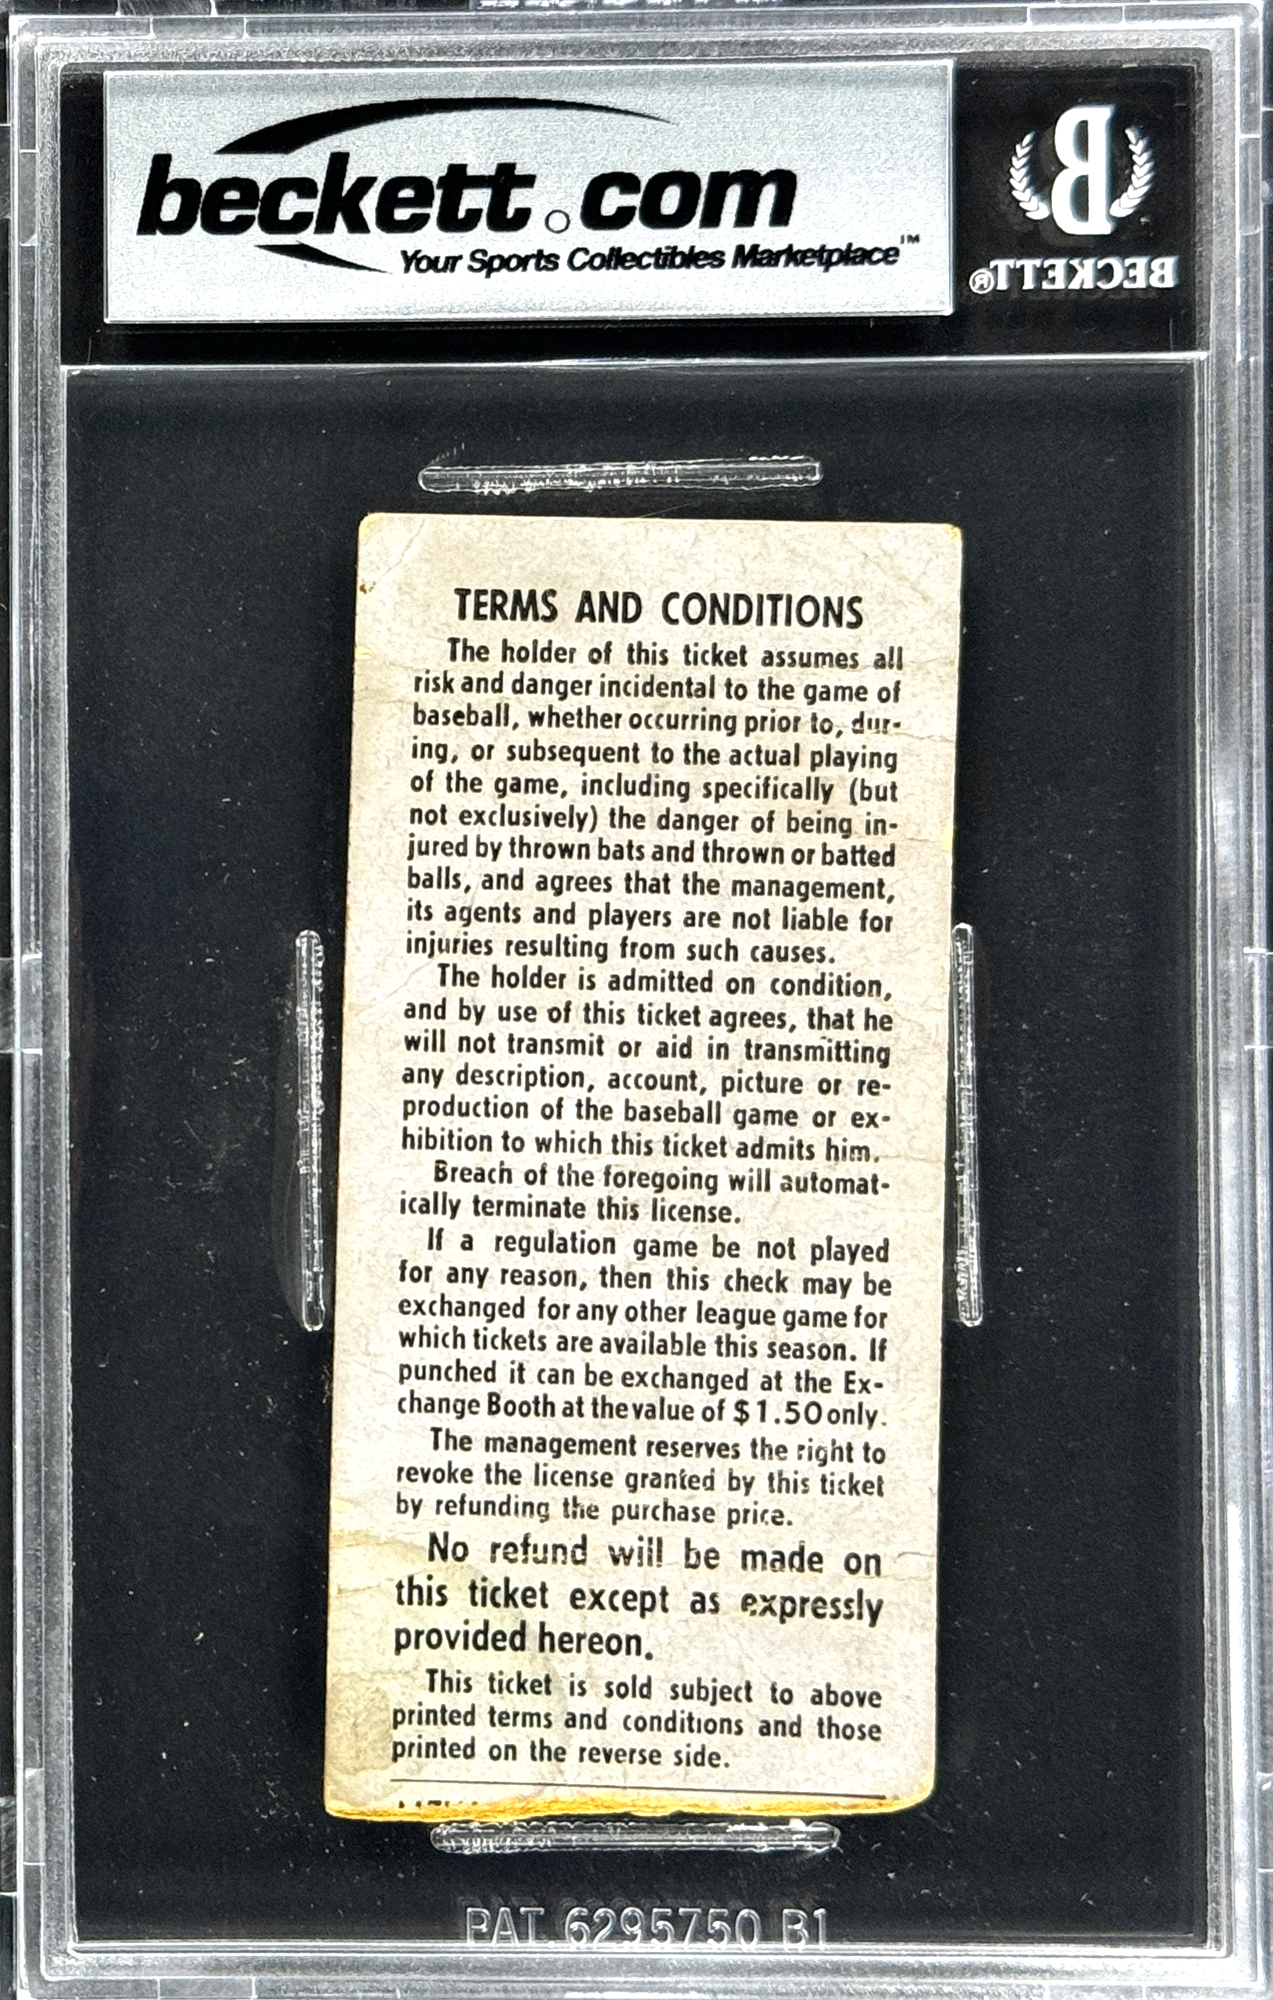 beckett.com
Your Sports Collectibles Marketplace™
B
BECKETT®
TERMS AND CONDITIONS
The holder of this ticket assumes all
risk and danger incidental to the game of
baseball, whether occurring prior to, dur-
ing, or subsequent to the actual playing
of the game, including specifically (but
not exclusively) the danger of being in-
jured by thrown bats and thrown or batted
balls, and agrees that the management,
its agents and players are not liable for
injuries resulting from such causes.
The holder is admitted on condition,
and by use of this ticket agrees, that he
will not transmit or aid in transmitting
any description, account, picture or re-
production of the baseball game or ex-
hibition to which this ticket admits him.
Breach of the foregoing will automat-
ically terminate this license.
If a regulation game be not played
for any reason, then this check may be
exchanged for any other league game for
which tickets are available this season. If
punched it can be exchanged at the Ex-
change Booth at the value of $1.50 only.
The management reserves the right to
revoke the license granted by this ticket
by refunding the purchase price.
No refund will be made on
this ticket except as expressly
provided hereon.
This ticket is sold subject to above
printed terms and conditions and those
printed on the reverse side.
PAT. 6295750 B1